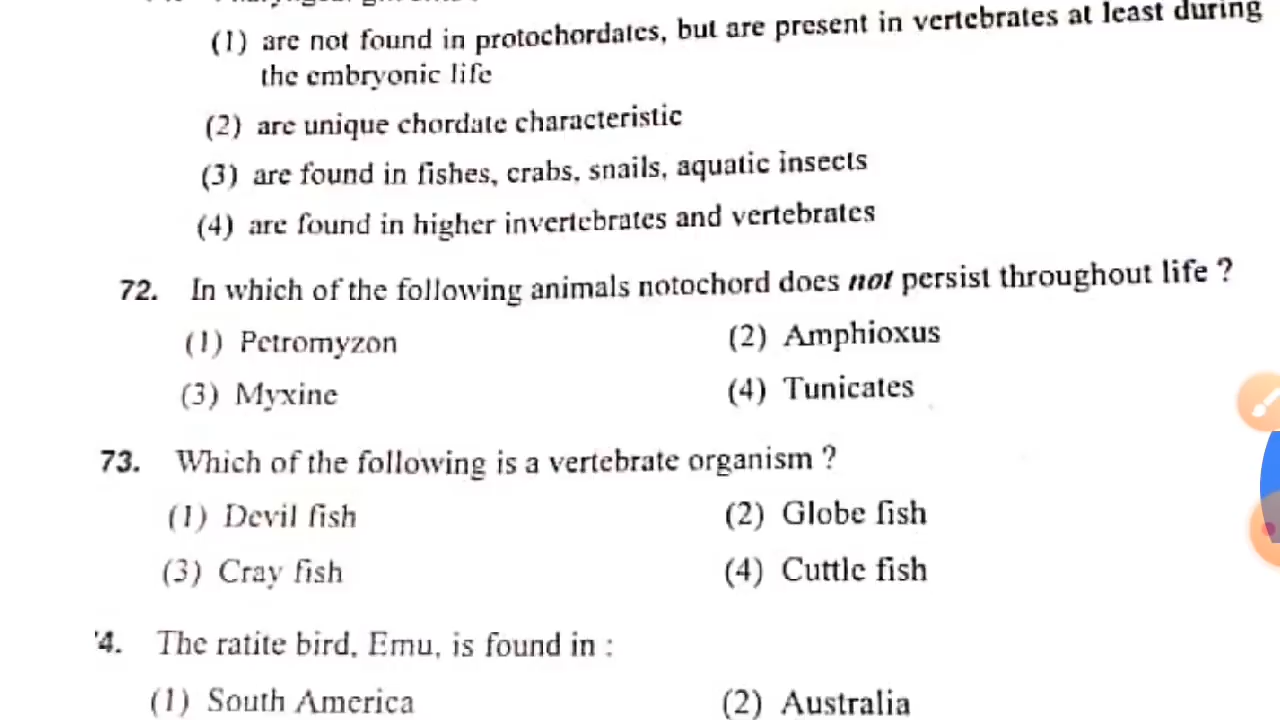 (1) are not found in protochordates, but are present in vertebrates at least during
the embryonic life
(2) are unique chordate characteristic
(3) are found in fishes, crabs, snails, aquatic insects
(4) are found in higher invertebrates and vertebrates
72. In which of the following animals notochord does not persist throughout life ?
(1) Petromyzon (2) Amphioxus
(3) Myxine (4) Tunicates
73. Which of the following is a vertebrate organism ?
(1) Devil fish (2) Globe fish
(3) Cray fish (4) Cuttle fish
4. The ratite bird, Emu, is found in :
(1) South America (2) Australia